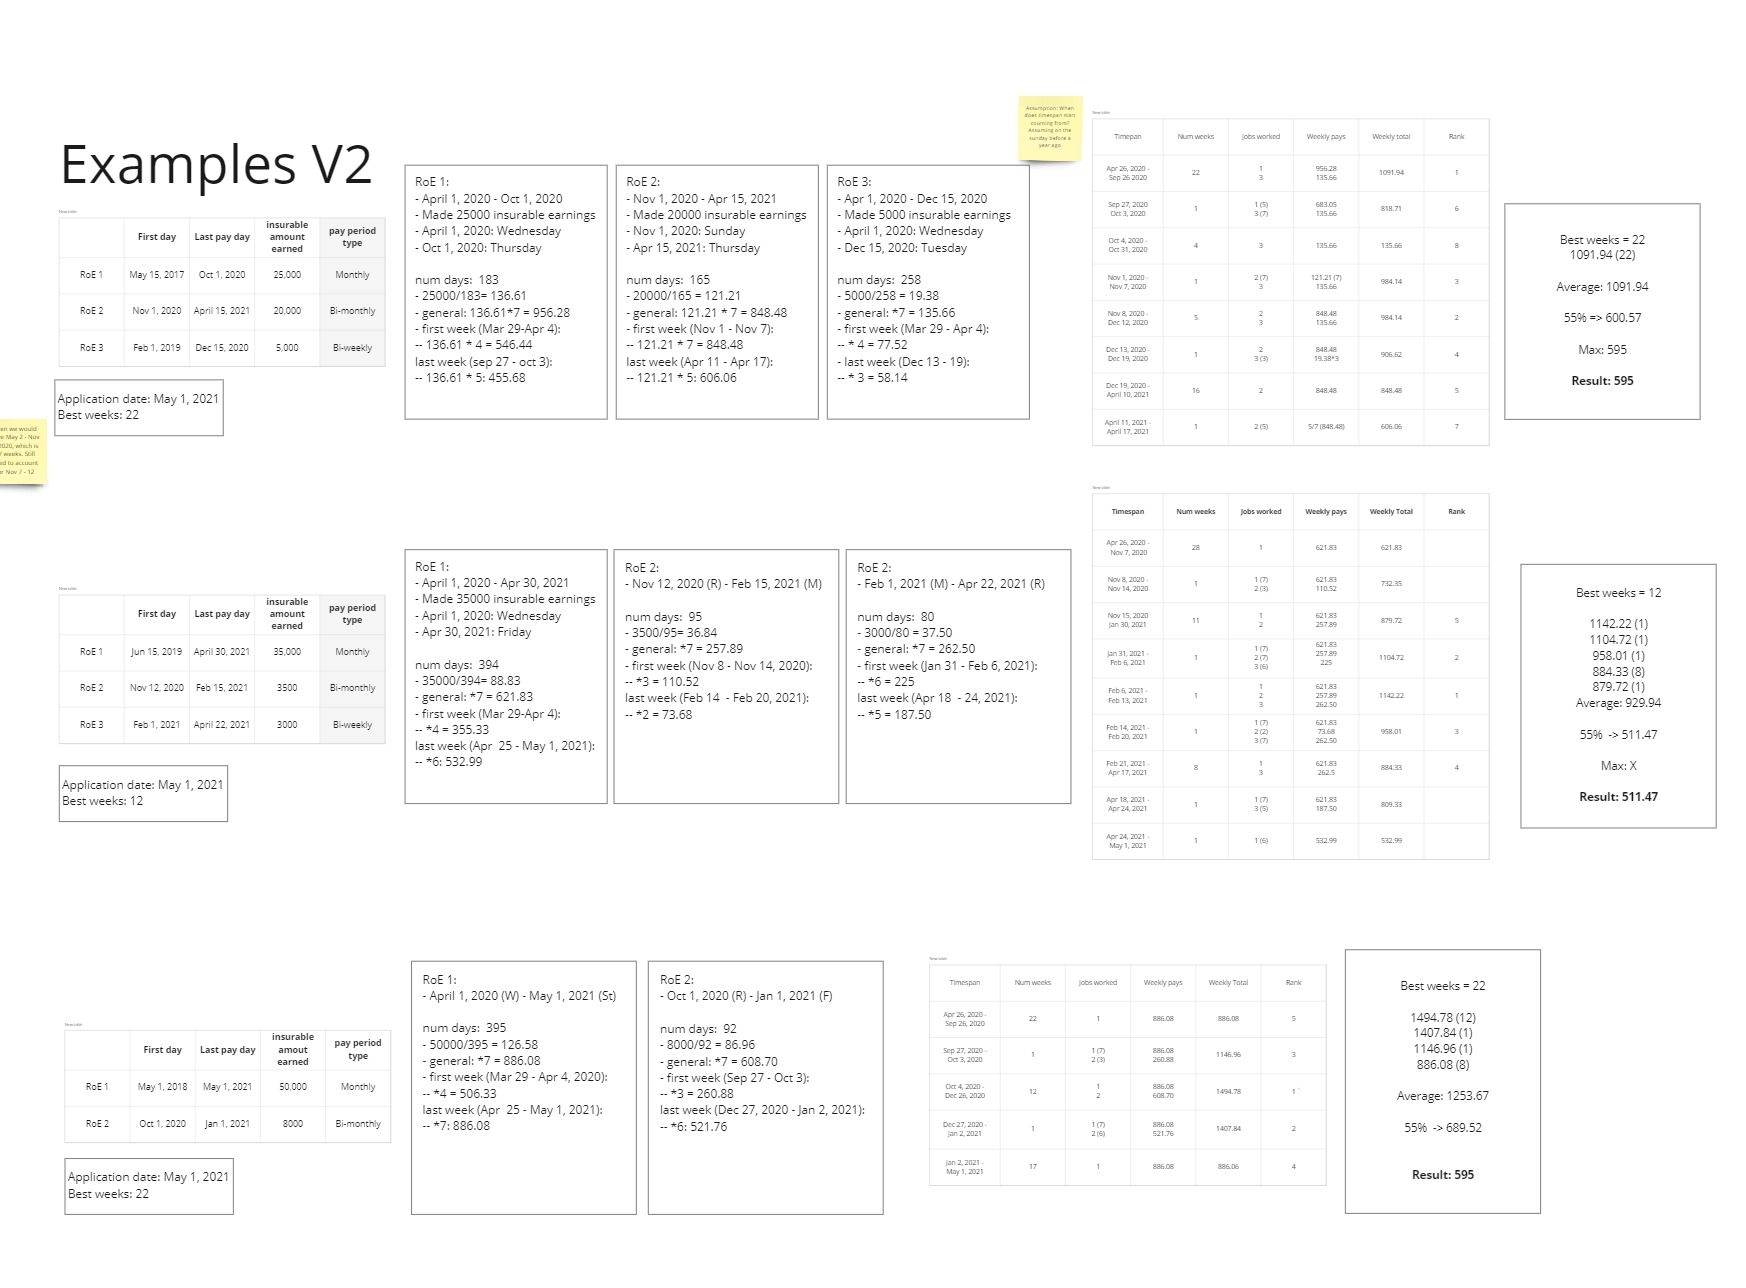 Examples V2
New table
First day Last pay day insurable amount earned pay period type
RoE 1 May 15, 2017 Oct 1, 2020 25,000 Monthly
RoE 2 Nov 1, 2020 April 15, 2021 20,000 Bi-monthly
RoE 3 Feb 1, 2019 Dec 15, 2020 5,000 Bi-weekly
Application date: May 1, 2021
Best weeks: 22
en we would
e May 2 - Nov
2020, which is
7 weeks. Still
ed to account
r Nov 7 - 12
RoE 1:
- April 1, 2020 - Oct 1, 2020
- Made 25000 insurable earnings
- April 1, 2020: Wednesday
- Oct 1, 2020: Thursday
num days: 183
- 25000/183= 136.61
- general: 136.61*7 = 956.28
- first week (Mar 29-Apr 4):
-- 136.61 * 4 = 546.44
last week (sep 27 - oct 3):
-- 136.61 * 5: 455.68
RoE 2:
- Nov 1, 2020 - Apr 15, 2021
- Made 20000 insurable earnings
- Nov 1, 2020: Sunday
- Apr 15, 2021: Thursday
num days: 165
- 20000/165 = 121.21
- general: 121.21 * 7 = 848.48
- first week (Nov 1 - Nov 7):
-- 121.21 * 7 = 848.48
last week (Apr 11 - Apr 17):
-- 121.21 * 5: 606.06
RoE 3:
- Apr 1, 2020 - Dec 15, 2020
- Made 5000 insurable earnings
- April 1, 2020: Wednesday
- Dec 15, 2020: Tuesday
num days: 258
- 5000/258 = 19.38
- general: *7 = 135.66
- first week (Mar 29 - Apr 4):
-- * 4 = 77.52
- last week (Dec 13 - 19):
-- * 3 = 58.14
Assumption: When
does timespan start
counting from?
Assuming on the
sunday before a
year ago
New table
Timepan Num weeks Jobs worked Weekly pays Weekly total Rank
Apr 26, 2020 - Sep 26 2020 22 1 3 956.28 135.66 1091.94 1
Sep 27, 2020 Oct 3, 2020 1 1 (5) 3 (7) 683.05 135.66 818.71 6
Oct 4, 2020 - Oct 31, 2020 4 3 135.66 135.66 8
Nov 1, 2020 - Nov 7, 2020 1 2 (7) 3 121.21 (7) 135.66 984.14 3
Nov 8, 2020 - Dec 12, 2020 5 2 3 848.48 135.66 984.14 2
Dec 13, 2020 - Dec 19, 2020 1 2 3 (3) 848.48 19.38*3 906.62 4
Dec 19, 2020 - April 10, 2021 16 2 848.48 848.48 5
April 11, 2021 - April 17, 2021 1 2 (5) 5/7 (848.48) 606.06 7
Best weeks = 22
1091.94 (22)
Average: 1091.94
55% => 600.57
Max: 595
Result: 595
New table
First day Last pay day insurable amount earned pay period type
RoE 1 Jun 15, 2019 April 30, 2021 35,000 Monthly
RoE 2 Nov 12, 2020 Feb 15, 2021 3500 Bi-monthly
RoE 3 Feb 1, 2021 April 22, 2021 3000 Bi-weekly
Application date: May 1, 2021
Best weeks: 12
RoE 1:
- April 1, 2020 - Apr 30, 2021
- Made 35000 insurable earnings
- April 1, 2020: Wednesday
- Apr 30, 2021: Friday
num days: 394
- 35000/394= 88.83
- general: *7 = 621.83
- first week (Mar 29-Apr 4):
-- *4 = 355.33
last week (Apr 25 - May 1, 2021):
-- *6: 532.99
RoE 2:
- Nov 12, 2020 (R) - Feb 15, 2021 (M)
num days: 95
- 3500/95= 36.84
- general: *7 = 257.89
- first week (Nov 8 - Nov 14, 2020):
-- *3 = 110.52
last week (Feb 14 - Feb 20, 2021):
-- *2 = 73.68
RoE 2:
- Feb 1, 2021 (M) - Apr 22, 2021 (R)
num days: 80
- 3000/80 = 37.50
- general: *7 = 262.50
- first week (Jan 31 - Feb 6, 2021):
-- *6 = 225
last week (Apr 18 - 24, 2021):
-- *5 = 187.50
New table
Timespan Num weeks Jobs worked Weekly pays Weekly Total Rank
Apr 26, 2020 - Nov 7, 2020 28 1 621.83 621.83
Nov 8, 2020 - Nov 14, 2020 1 1 (7) 2 (3) 621.83 110.52 732.35
Nov 15, 2020 Jan 30, 2021 11 1 2 621.83 257.89 879.72 5
Jan 31, 2021 - Feb 6, 2021 1 1 (7) 2 (7) 3 (6) 621.83 257.89 225 1104.72 2
Feb 6, 2021 - Feb 13, 2021 1 1 2 3 621.83 257.89 262.50 1142.22 1
Feb 14, 2021 - Feb 20, 2021 1 1 (7) 2 (2) 3 (7) 621.83 73.68 262.50 958.01 3
Feb 21, 2021 - Apr 17, 2021 8 1 3 621.83 262.5 884.33 4
Apr 18, 2021 - Apr 24, 2021 1 1 (7) 3 (5) 621.83 187.50 809.33
Apr 24, 2021 - May 1, 2021 1 1 (6) 532.99 532.99
Best weeks = 12
1142.22 (1)
1104.72 (1)
958.01 (1)
884.33 (8)
879.72 (1)
Average: 929.94
55% -> 511.47
Max: X
Result: 511.47
New table
First day Last pay day insurable amout earned pay period type
RoE 1 May 1, 2018 May 1, 2021 50,000 Monthly
RoE 2 Oct 1, 2020 Jan 1, 2021 8000 Bi-monthly
Application date: May 1, 2021
Best weeks: 22
RoE 1:
- April 1, 2020 (W) - May 1, 2021 (St)
num days: 395
- 50000/395 = 126.58
- general: *7 = 886.08
- first week (Mar 29 - Apr 4, 2020):
-- *4 = 506.33
last week (Apr 25 - May 1, 2021):
-- *7: 886.08
RoE 2:
- Oct 1, 2020 (R) - Jan 1, 2021 (F)
num days: 92
- 8000/92 = 86.96
- general: *7 = 608.70
- first week (Sep 27 - Oct 3):
-- *3 = 260.88
last week (Dec 27, 2020 - Jan 2, 2021):
-- *6: 521.76
New table
Timespan Num weeks Jobs worked Weekly pays Weekly Total Rank
Apr 26, 2020 - Sep 26, 2020 22 1 886.08 886.08 5
Sep 27, 2020 - Oct 3, 2020 1 1 (7) 2 (3) 886.08 260.88 1146.96 3
Oct 4, 2020 - Dec 26, 2020 12 1 2 886.08 608.70 1494.78 1 `
Dec 27, 2020 - Jan 2, 2021 1 1 (7) 2 (6) 886.08 521.76 1407.84 2
Jan 2, 2021 - May 1, 2021 17 1 886.08 886.06 4
Best weeks = 22
1494.78 (12)
1407.84 (1)
1146.96 (1)
886.08 (8)
Average: 1253.67
55% -> 689.52
Result: 595